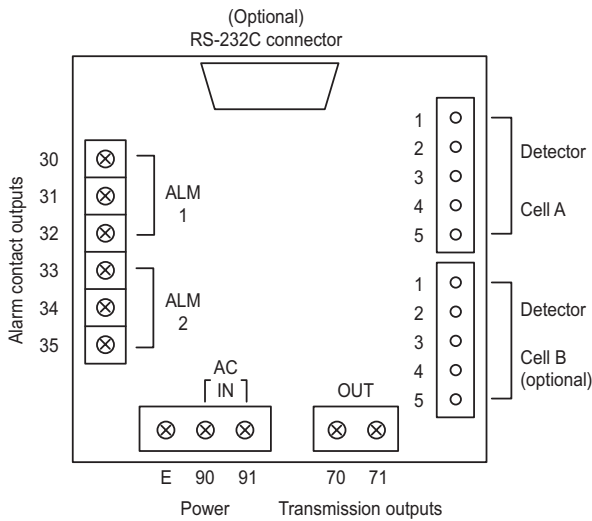 (Optional)
RS-232C connector
Alarm contact outputs
30
31
32
33
34
35
ALM
1
ALM
2
1
2
3
4
5
Detector
Cell A
1
2
3
4
5
Detector
Cell B
(optional)
AC
IN
OUT
E 90 91
70 71
Power
Transmission outputs